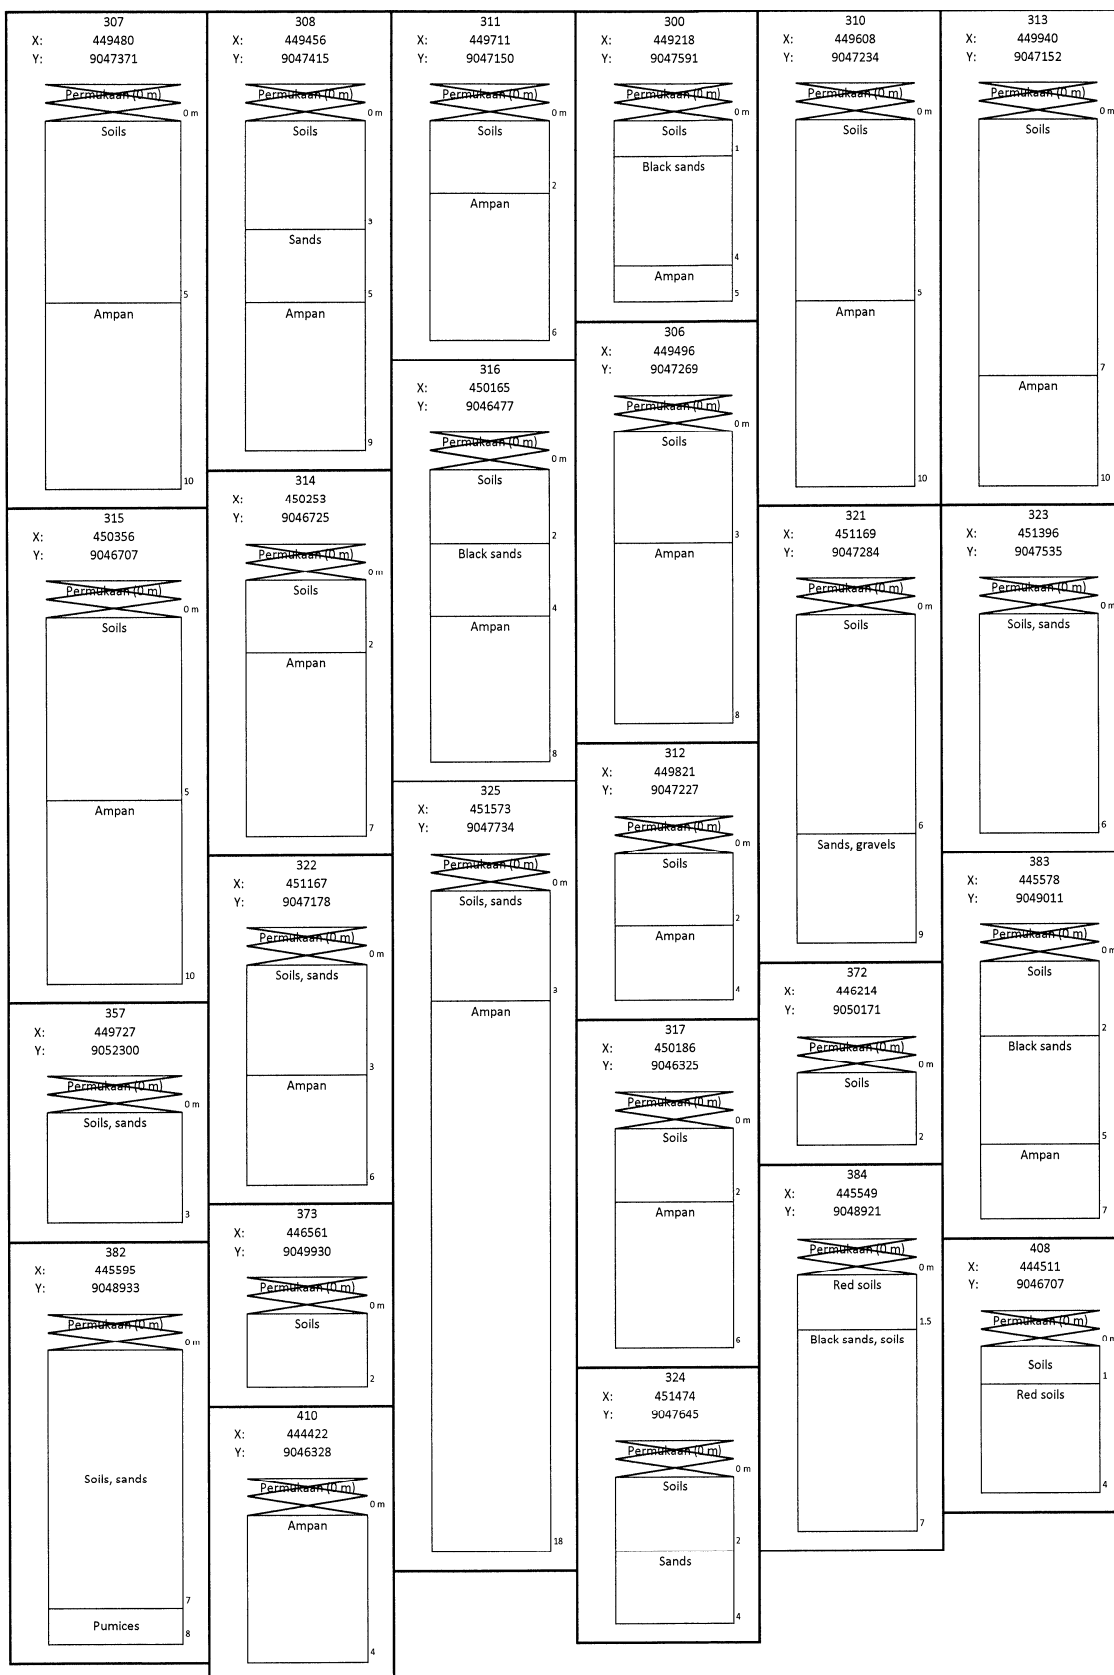 307
X: 449480
Y: 9047371
Permukaan (0 m)
0 m
Soils
5
Ampan
10
315
X: 450356
Y: 9046707
Permukaan (0 m)
0 m
Soils
5
Ampan
10
357
X: 449727
Y: 9052300
Permukaan (0 m)
0 m
Soils, sands
3
382
X: 445595
Y: 9048933
Permukaan (0 m)
0 m
Soils, sands
7
Pumices
8
308
X: 449456
Y: 9047415
Permukaan (0 m)
0 m
Soils
3
Sands
5
Ampan
9
314
X: 450253
Y: 9046725
Permukaan (0 m)
0 m
Soils
2
Ampan
7
322
X: 451167
Y: 9047178
Permukaan (0 m)
0 m
Soils, sands
3
Ampan
6
373
X: 446561
Y: 9049930
Permukaan (0 m)
0 m
Soils
2
410
X: 444422
Y: 9046328
Permukaan (0 m)
0 m
Ampan
4
311
X: 449711
Y: 9047150
Permukaan (0 m)
0 m
Soils
2
Ampan
6
316
X: 450165
Y: 9046477
Permukaan (0 m)
0 m
Soils
2
Black sands
4
Ampan
8
325
X: 451573
Y: 9047734
Permukaan (0 m)
0 m
Soils, sands
3
Ampan
18
300
X: 449218
Y: 9047591
Permukaan (0 m)
0 m
Soils
1
Black sands
4
Ampan
5
306
X: 449496
Y: 9047269
Permukaan (0 m)
0 m
Soils
3
Ampan
8
312
X: 449821
Y: 9047227
Permukaan (0 m)
0 m
Soils
2
Ampan
4
317
X: 450186
Y: 9046325
Permukaan (0 m)
0 m
Soils
2
Ampan
6
324
X: 451474
Y: 9047645
Permukaan (0 m)
0 m
Soils
2
Sands
4
310
X: 449608
Y: 9047234
Permukaan (0 m)
0 m
Soils
5
Ampan
10
321
X: 451169
Y: 9047284
Permukaan (0 m)
0 m
Soils
6
Sands, gravels
9
372
X: 446214
Y: 9050171
Permukaan (0 m)
0 m
Soils
2
384
X: 445549
Y: 9048921
Permukaan (0 m)
0 m
Red soils
1.5
Black sands, soils
7
313
X: 449940
Y: 9047152
Permukaan (0 m)
0 m
Soils
7
Ampan
10
323
X: 451396
Y: 9047535
Permukaan (0 m)
0 m
Soils, sands
6
383
X: 445578
Y: 9049011
Permukaan (0 m)
0 m
Soils
2
Black sands
5
Ampan
7
408
X: 444511
Y: 9046707
Permukaan (0 m)
0 m
Soils
1
Red soils
4